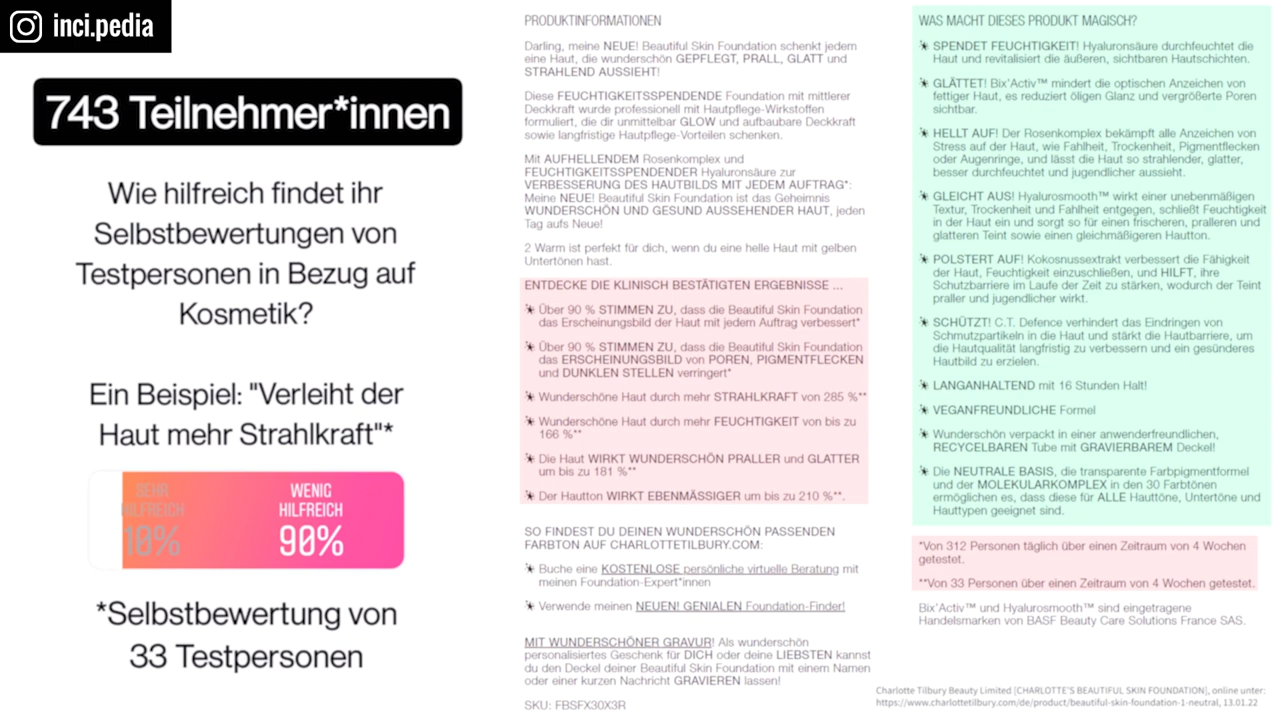 inci.pedia
743 Teilnehmer*innen
Wie hilfreich findet ihr
Selbstbewertungen von
Testpersonen in Bezug auf
Kosmetik?
Ein Beispiel: "Verleiht der
Haut mehr Strahlkraft"*
SEHR
HILFREICH
10%
WENIG
HILFREICH
90%
*Selbstbewertung von
33 Testpersonen
PRODUKTINFORMATIONEN
Darling, meine NEUE! Beautiful Skin Foundation schenkt jedem
eine Haut, die wunderschön GEPFLEGT, PRALL, GLATT und
STRAHLEND AUSSIEHT!
Diese FEUCHTIGKEITSSPENDENDE Foundation mit mittlerer
Deckkraft wurde professionell mit Hautpflege-Wirkstoffen
formuliert, die dir unmittelbar GLOW und aufbaubare Deckkraft
sowie langfristige Hautpflege-Vorteilen schenken.
Mit AUFHELLENDEM Rosenkomplex und
FEUCHTIGKEITSSPENDENDER Hyaluronsäure zur
VERBESSERUNG DES HAUTBILDS MIT JEDEM AUFTRAG*:
Meine NEUE! Beautiful Skin Foundation ist das Geheimnis
WUNDERSCHÖN UND GESUND AUSSEHENDER HAUT, jeden
Tag aufs Neue!
2 Warm ist perfekt für dich, wenn du eine helle Haut mit gelben
Untertönen hast.
ENTDECKE DIE KLINISCH BESTÄTIGTEN ERGEBNISSE ...
Über 90 % STIMMEN ZU, dass die Beautiful Skin Foundation
das Erscheinungsbild der Haut mit jedem Auftrag verbessert*
Über 90 % STIMMEN ZU, dass die Beautiful Skin Foundation
das ERSCHEINUNGSBILD von POREN, PIGMENTFLECKEN
und DUNKLEN STELLEN verringert*
Wunderschöne Haut durch mehr STRAHLKRAFT von 285 %**
Wunderschöne Haut durch mehr FEUCHTIGKEIT von bis zu
166 %**
Die Haut WIRKT WUNDERSCHÖN PRALLER und GLATTER
um bis zu 181 %**
Der Hautton WIRKT EBENMÄSSIGER um bis zu 210 %**.
SO FINDEST DU DEINEN WUNDERSCHÖN PASSENDEN
FARBTON AUF CHARLOTTETILBURY.COM:
Buche eine KOSTENLOSE persönliche virtuelle Beratung mit
meinen Foundation-Expert*innen
Verwende meinen NEUEN! GENIALEN Foundation-Finder!
MIT WUNDERSCHÖNER GRAVUR! Als wunderschön
personalisiertes Geschenk für DICH oder deine LIEBSTEN kannst
du den Deckel deiner Beautiful Skin Foundation mit einem Namen
oder einer kurzen Nachricht GRAVIEREN lassen!
SKU: FBSFX30X3R
WAS MACHT DIESES PRODUKT MAGISCH?
SPENDET FEUCHTIGKEIT! Hyaluronsäure durchfeuchtet die
Haut und revitalisiert die äußeren, sichtbaren Hautschichten.
GLÄTTET! Bix'Activ™ mindert die optischen Anzeichen von
fettiger Haut, es reduziert öligen Glanz und vergrößerte Poren
sichtbar.
HELLT AUF! Der Rosenkomplex bekämpft alle Anzeichen von
Stress auf der Haut, wie Fahlheit, Trockenheit, Pigmentflecken
oder Augenringe, und lässt die Haut so strahlender, glatter,
besser durchfeuchtet und jugendlicher aussieht.
GLEICHT AUS! Hyalurosmooth™ wirkt einer unebenmäßigen
Textur, Trockenheit und Fahlheit entgegen, schließt Feuchtigkeit
in der Haut ein und sorgt so für einen frischeren, pralleren und
glatteren Teint sowie einen gleichmäßigeren Hautton.
POLSTERT AUF! Kokosnussextrakt verbessert die Fähigkeit
der Haut, Feuchtigkeit einzuschließen, und HILFT, ihre
Schutzbarriere im Laufe der Zeit zu stärken, wodurch der Teint
praller und jugendlicher wirkt.
SCHÜTZT! C.T. Defence verhindert das Eindringen von
Schmutzpartikeln in die Haut und stärkt die Hautbarriere, um
die Hautqualität langfristig zu verbessern und ein gesünderes
Hautbild zu erzielen.
LANGANHALTEND mit 16 Stunden Halt!
VEGANFREUNDLICHE Formel
Wunderschön verpackt in einer anwenderfreundlichen,
RECYCELBAREN Tube mit GRAVIERBAREM Deckel!
Die NEUTRALE BASIS, die transparente Farbpigmentformel
und der MOLEKULARKOMPLEX in den 30 Farbtönen
ermöglichen es, dass diese für ALLE Hauttöne, Untertöne und
Hauttypen geeignet sind.
*Von 312 Personen täglich über einen Zeitraum von 4 Wochen
getestet.
**Von 33 Personen über einen Zeitraum von 4 Wochen getestet.
Bix'Activ™ und Hyalurosmooth™ sind eingetragene
Handelsmarken von BASF Beauty Care Solutions France SAS.
Charlotte Tilbury Beauty Limited [CHARLOTTE'S BEAUTIFUL SKIN FOUNDATION], online unter:
https://www.charlottetilbury.com/de/product/beautiful-skin-foundation-1-neutral, 13.01.22